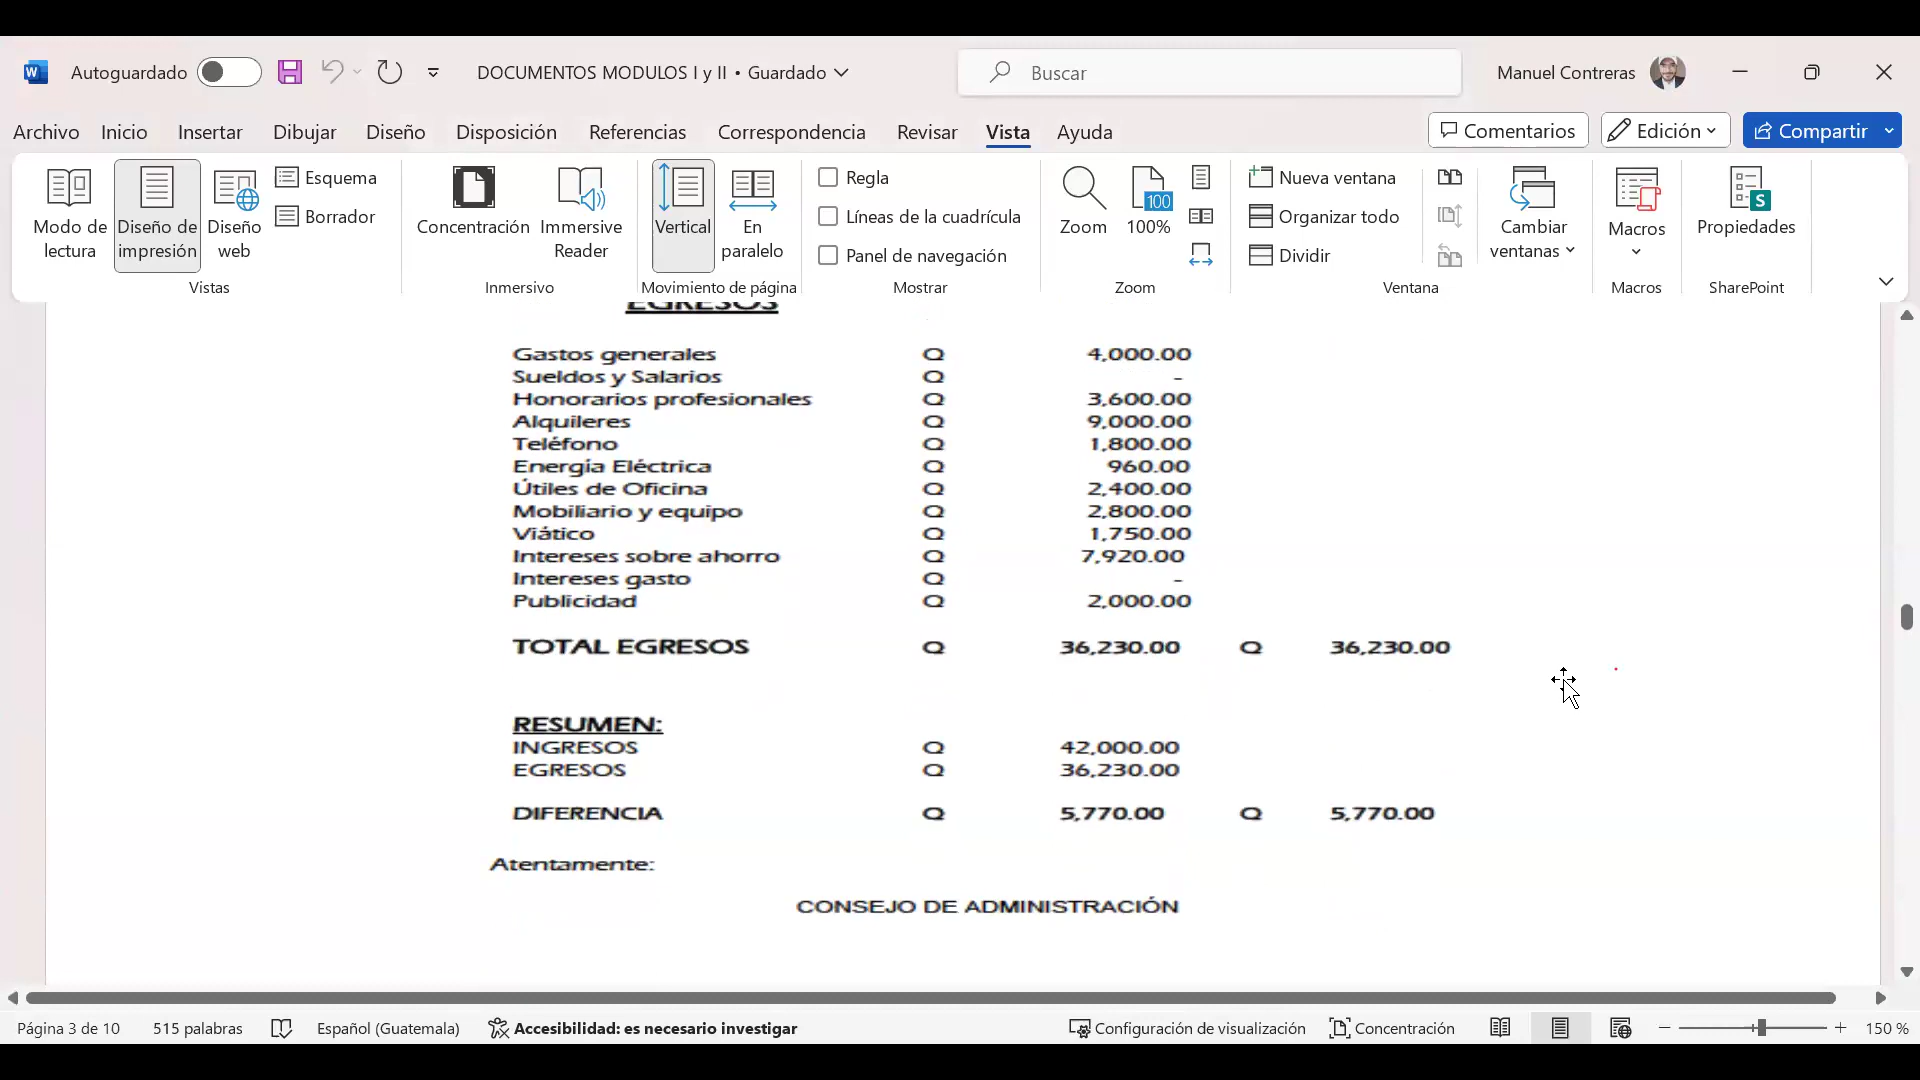 Autoguardado
DOCUMENTOS MODULOS I y II • Guardado
Buscar
Manuel Contreras
Archivo Inicio Insertar Dibujar Diseño Disposición Referencias Correspondencia Revisar Vista Ayuda
Comentarios Edición Compartir
Modo de lectura
Diseño de impresión
Diseño web
Esquema
Borrador
Vistas
Concentración
Immersive Reader
Inmersivo
Vertical
En paralelo
Movimiento de página
Regla
Líneas de la cuadrícula
Panel de navegación
Mostrar
Zoom
100
100%
Zoom
Nueva ventana
Organizar todo
Dividir
Cambiar ventanas
Ventana
Macros
Macros
S
Propiedades
SharePoint
EGRESOS
Gastos generales Q 4,000.00
Sueldos y Salarios Q -
Honorarios profesionales Q 3,600.00
Alquileres Q 9,000.00
Teléfono Q 1,800.00
Energía Eléctrica Q 960.00
Útiles de Oficina Q 2,400.00
Mobiliario y equipo Q 2,800.00
Viático Q 1,750.00
Intereses sobre ahorro Q 7,920.00
Intereses gasto Q -
Publicidad Q 2,000.00
TOTAL EGRESOS Q 36,230.00 Q 36,230.00
RESUMEN:
INGRESOS Q 42,000.00
EGRESOS Q 36,230.00
DIFERENCIA Q 5,770.00 Q 5,770.00
Atentamente:
CONSEJO DE ADMINISTRACIÓN
Página 3 de 10 515 palabras Español (Guatemala) Accesibilidad: es necesario investigar Configuración de visualización Concentración 150 %